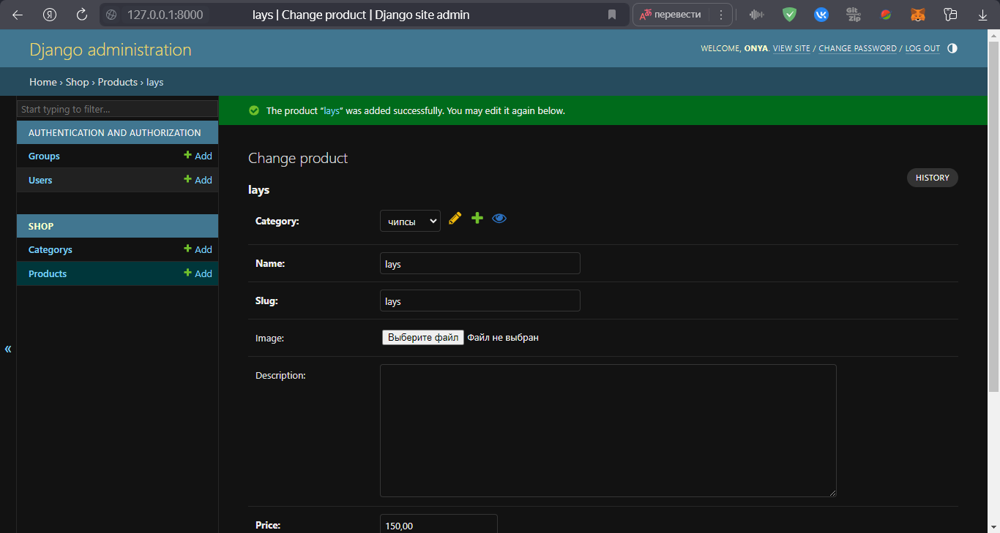 127.0.0.1:8000 lays | Change product | Django site admin перевести
Django administration
WELCOME, ONYA. VIEW SITE / CHANGE PASSWORD / LOG OUT
Home › Shop › Products › lays
Start typing to filter...
AUTHENTICATION AND AUTHORIZATION
Groups + Add
Users + Add
SHOP
Categorys + Add
Products + Add
«
The product “lays” was added successfully. You may edit it again below.
Change product
HISTORY
lays
Category: чипсы
Name: lays
Slug: lays
Image: Выберите файл Файл не выбран
Description:
Price: 150,00
Git Zip